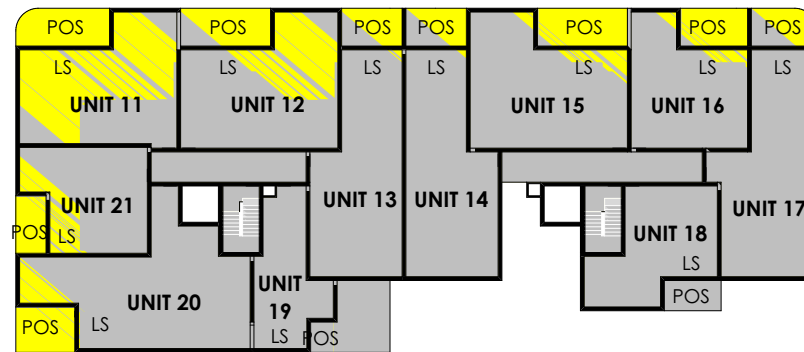 POS POS POS POS POS POS POS
LS LS LS LS LS LS LS
UNIT 11 UNIT 12 UNIT 15 UNIT 16
UNIT 21 UNIT 13 UNIT 14 UNIT 17
POS LS UNIT 18
LS
UNIT 20 UNIT
19 POS
POS LS LS POS